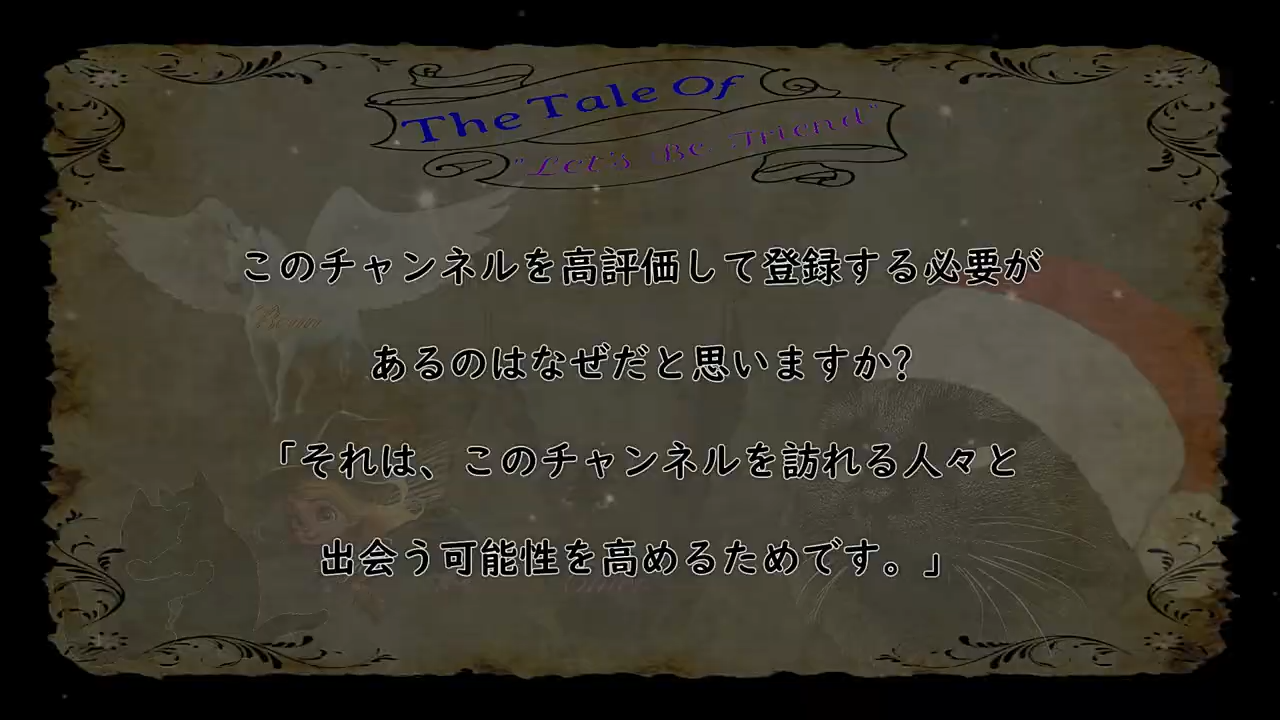 The Tale Of
"Let's Be Friend"
このチャンネルを高評価して登録する必要が
あるのはなぜだと思いますか?
「それは、このチャンネルを訪れる人々と
出会う可能性を高めるためです。」